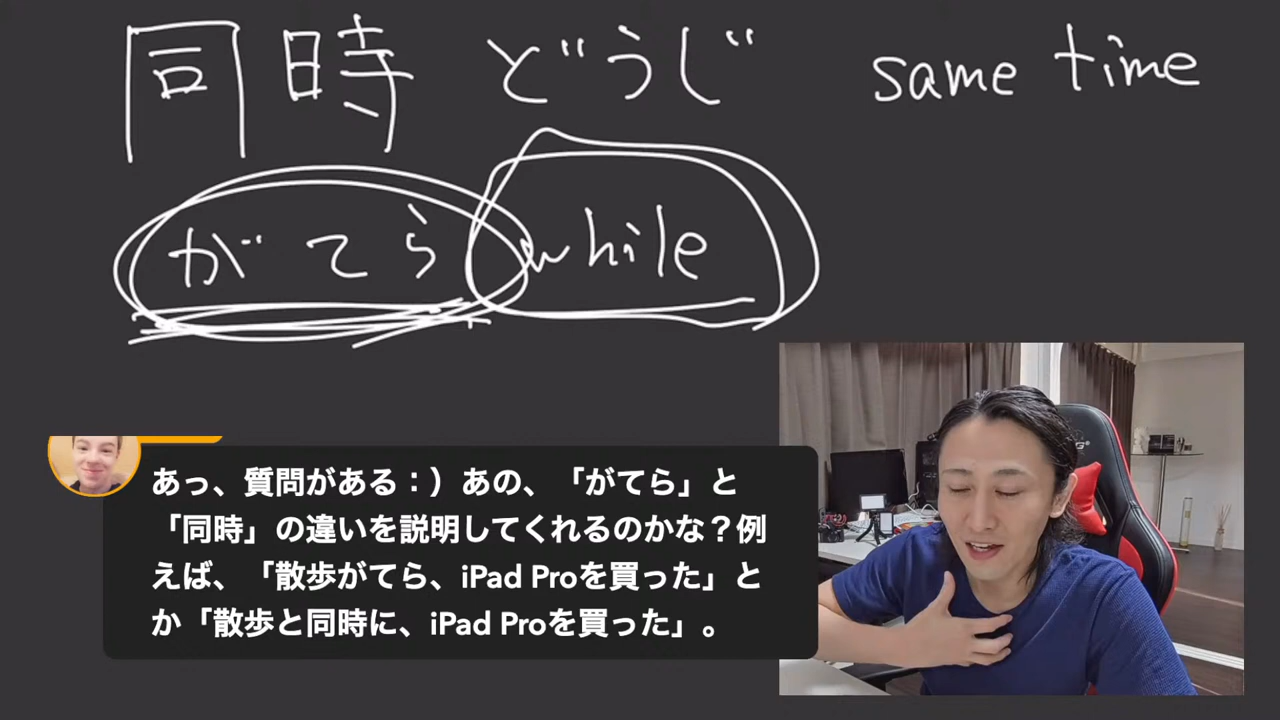 同時 どうじ same time
がてら while
あっ、質問がある：）あの、「がてら」と
「同時」の違いを説明してくれるのかな？例
えば、「散歩がてら、iPad Proを買った」と
か「散歩と同時に、iPad Proを買った」。